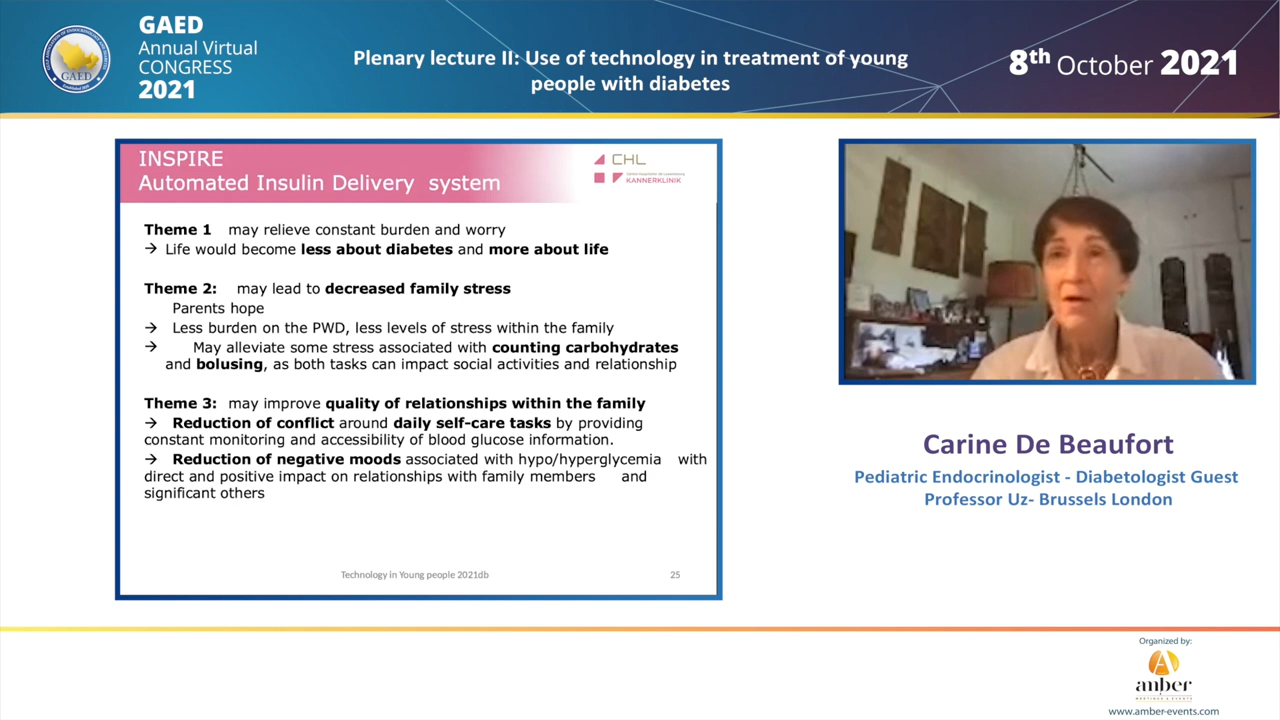 GAED
Annual Virtual
CONGRESS
2021
GAED
Plenary lecture II: Use of technology in treatment of young
people with diabetes
8th October 2021
INSPIRE
Automated Insulin Delivery system
CHL
Centre Hospitalier de Luxembourg
KANNERKLINIK
Theme 1 may relieve constant burden and worry
→ Life would become less about diabetes and more about life
Theme 2: may lead to decreased family stress
Parents hope
→ Less burden on the PWD, less levels of stress within the family
→ May alleviate some stress associated with counting carbohydrates
and bolusing, as both tasks can impact social activities and relationship
Theme 3: may improve quality of relationships within the family
→ Reduction of conflict around daily self-care tasks by providing
constant monitoring and accessibility of blood glucose information.
→ Reduction of negative moods associated with hypo/hyperglycemia with
direct and positive impact on relationships with family members and
significant others
Technology in Young people 2021db
25
Carine De Beaufort
Pediatric Endocrinologist - Diabetologist Guest
Professor Uz- Brussels London
Organized by:
anber
MEETINGS & EVENTS
www.amber-events.com